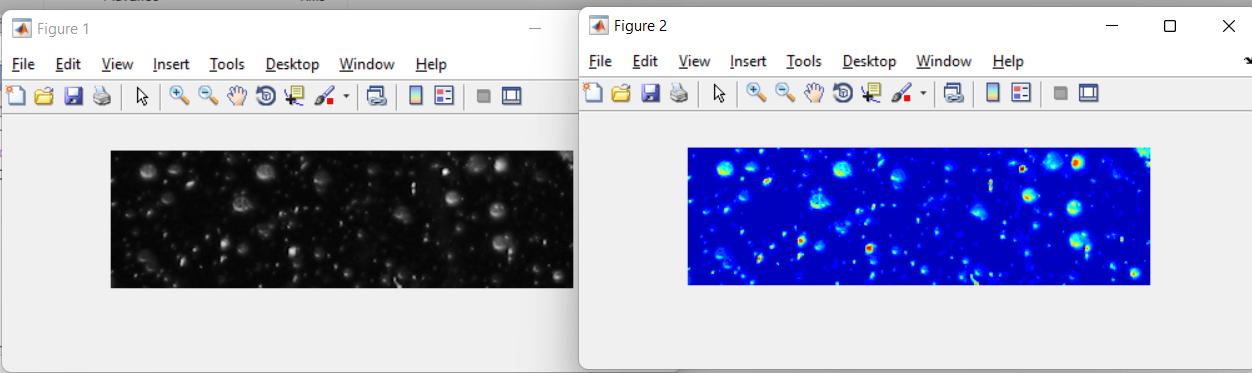 Figure 1
File Edit View Insert Tools Desktop Window Help
Figure 2
File Edit View Insert Tools Desktop Window Help